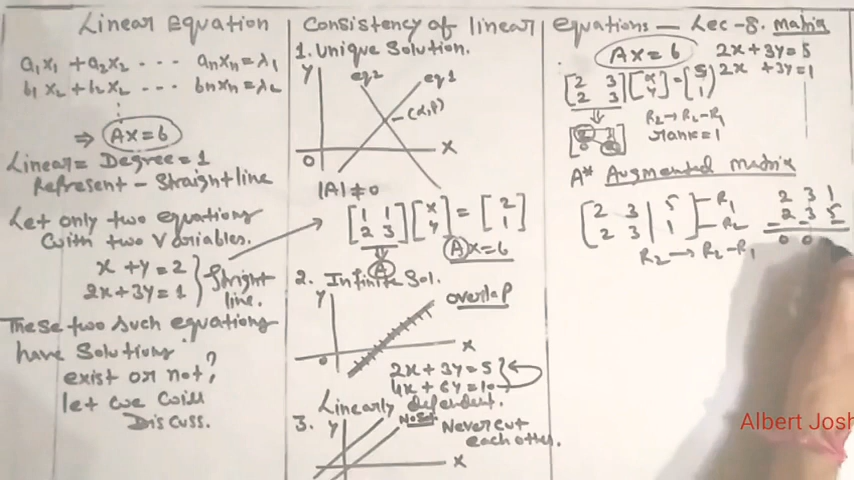 Linear Equation
a₁x₁ + a₂x₂ --- anxn = λ₁
b₁x₂ + b₂x₂ --- bnxn = λ₂
⇒ AX=b
Linear = Degree = 1
Represent - Straight line
Let only two equations
with two Variables.
x + y = 2
2x + 3y = 1
Stright
line.
These two such equations
have Solutions
exist or not?
let we will
Discuss.
Consistency of linear equations — Lec-8. Matrix
1. Unique Solution.
Y
eq2
eq1
(α,β)
O
X
|A| ≠ 0
[1 1] [x] = [2]
[2 3] [y] [1]
A
AX=b
2. Infinite Sol.
Y
overlap
O
X
2x + 3y = 5
4x + 6y = 10
Linearly dependent.
3.
Y
No Sol
Never cut
each other.
X
AX=b
2x + 3y = 5
2x + 3y = 1
[2 3] [x] = [5]
[2 3] [y] [1]
R₂ → R₂ - R₁
rank = 1
A* Augmented Matrix
[2 3 | 5] - R₁
[2 3 | 1] - R₂
R₂ → R₂ - R₁
2 3 1
2 3 5
- - -
0 0
Albert Josh